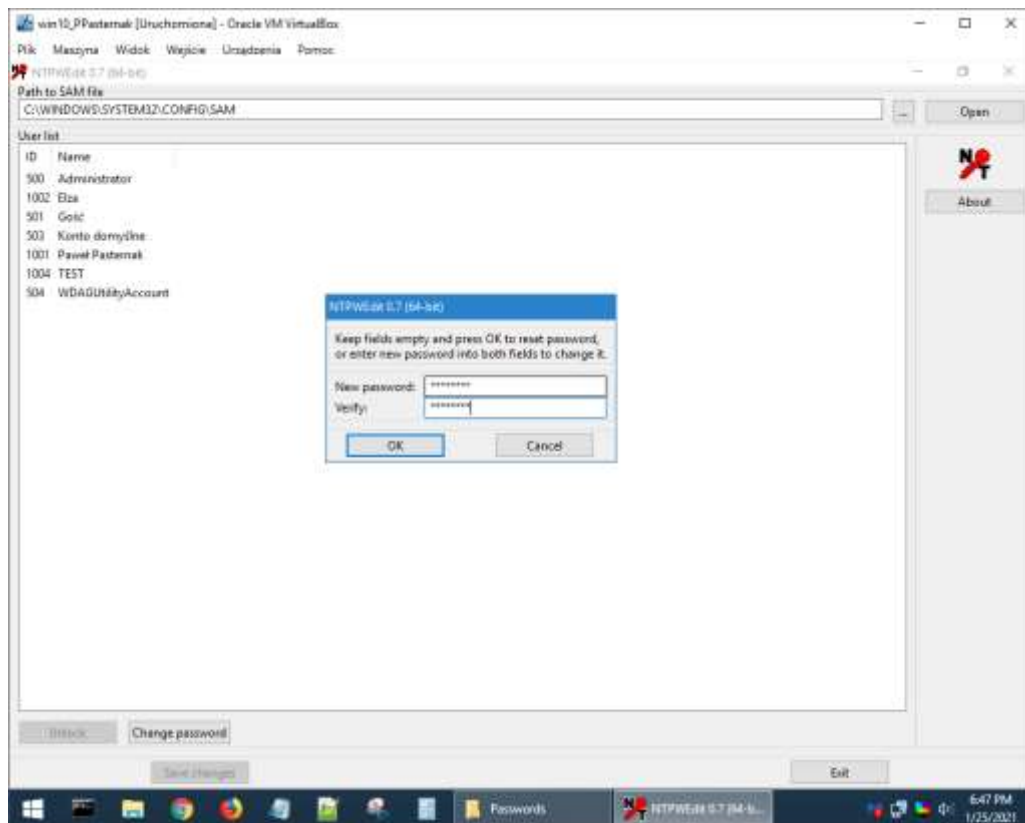 win10_PPasternak [Uruchomiona] - Oracle VM VirtualBox
Plik Maszyna Widok Wejście Urządzenia Pomoc
NTPWEdit 0.7 (64-bit)
Path to SAM file
C:\WINDOWS\SYSTEM32\CONFIG\SAM
... Open
User list
ID Name
500 Administrator
1002 Elza
501 Gość
503 Konto domyślne
1001 Paweł Pasternak
1004 TEST
504 WDAGUtilityAccount
N T
About
NTPWEdit 0.7 (64-bit)
Keep fields empty and press OK to reset password,
or enter new password into both fields to change it.
New password: ********
Verify: ********
OK Cancel
Unlock Change password
Save changes Exit
Passwords NTPWEdit 0.7 (64-b...
6:47 PM
1/25/2021